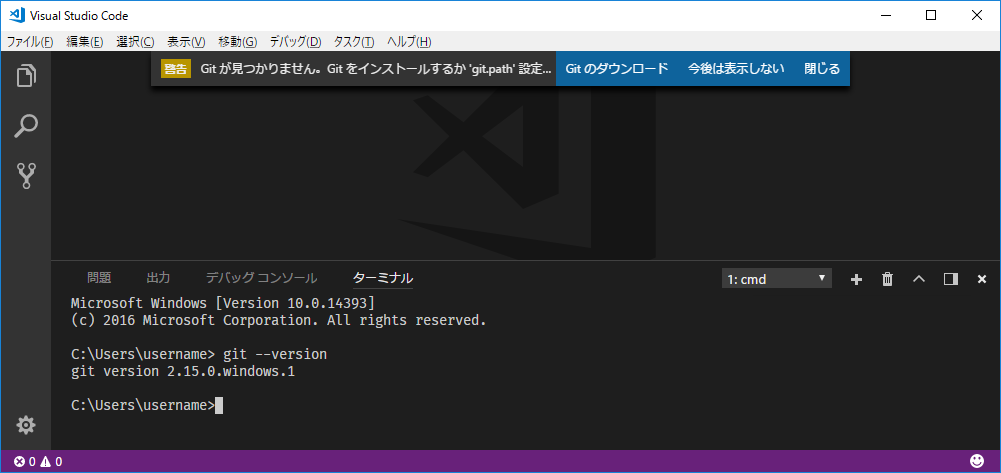 Visual Studio Code
ファイル(F) 編集(E) 選択(C) 表示(V) 移動(G) デバッグ(D) タスク(T) ヘルプ(H)
警告 Git が見つかりません。Git をインストールするか 'git.path' 設定... Git のダウンロード 今後は表示しない 閉じる
問題 出力 デバッグ コンソール ターミナル 1: cmd
Microsoft Windows [Version 10.0.14393]
(c) 2016 Microsoft Corporation. All rights reserved.
C:\Users\username> git --version
git version 2.15.0.windows.1
C:\Users\username>
0 0